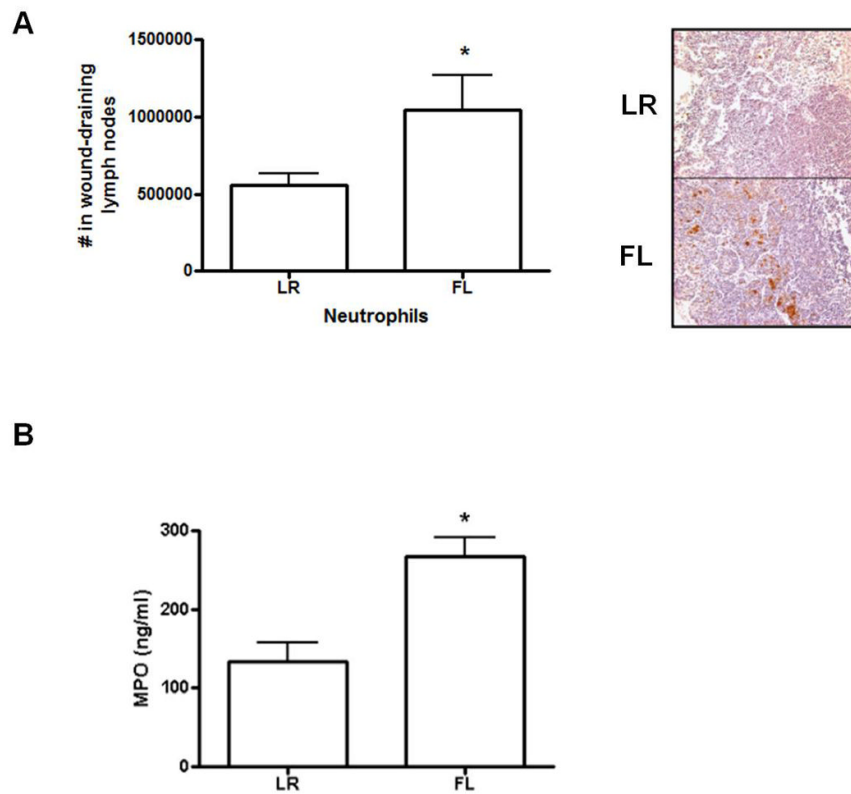 A
1500000
1000000
500000
0
# in wound-draining
lymph nodes
*
LR
FL
Neutrophils
LR
FL
B
300
200
100
0
MPO (ng/ml)
*
LR
FL